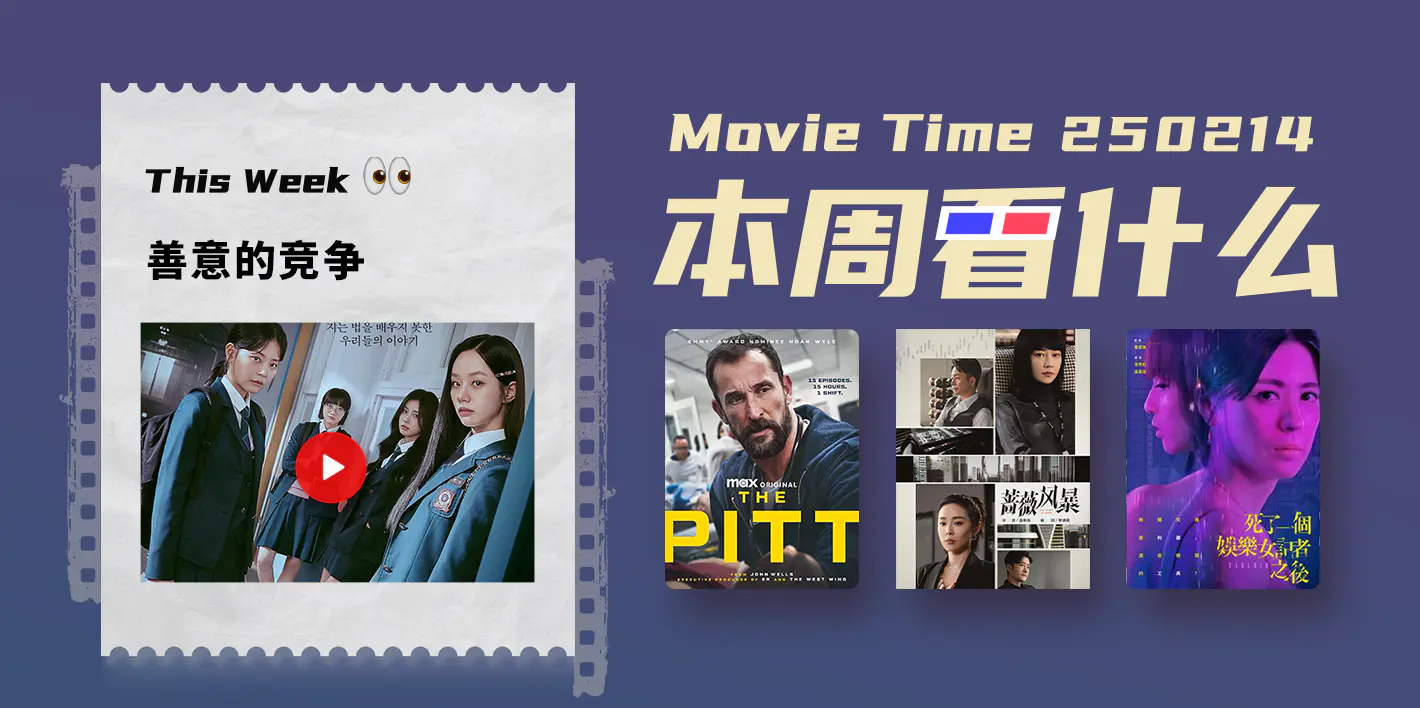 This Week
善意的竞争
지는 법을 배우지 못한
우리들의 이야기
Movie Time 250214
本周看什么
EMMY® AWARD NOMINEE NOAH WYLE
15 EPISODES.
15 HOURS.
1 SHIFT.
max ORIGINAL
THE
PITT
FROM JOHN WELLS
EXECUTIVE PRODUCER OF ER AND THE WEST WING
蔷薇风暴
死了一個
娛樂女記者
之後